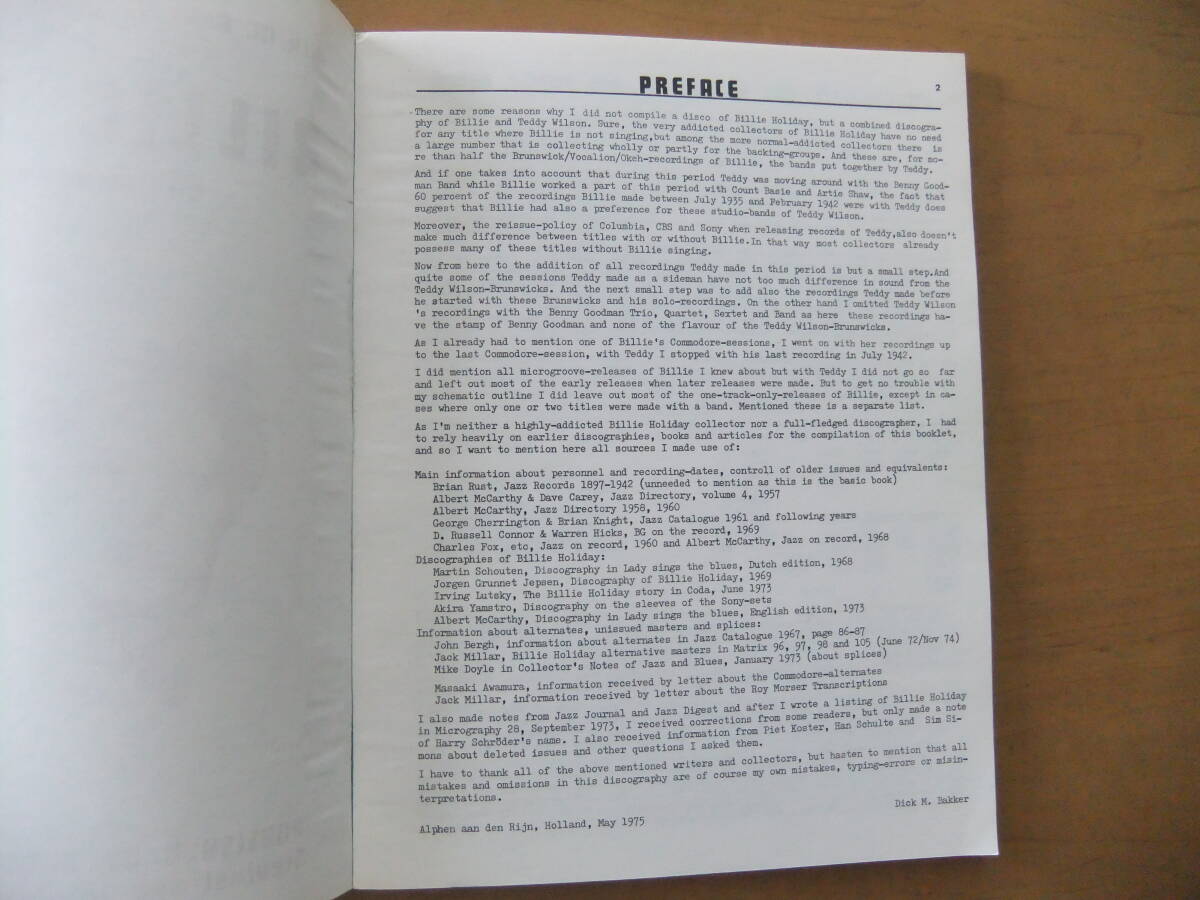 PREFACE
2
There are some reasons why I did not compile a disco of Billie Holiday, but a combined discogra-
phy of Billie and Teddy Wilson. Sure, the very addicted collectors of Billie Holiday have no need
for any title where Billie is not singing,but among the more normal-addicted collectors there is
a large number that is collecting wholly or partly for the backing-groups. And these are, for mo-
re than half the Brunswick/Vocalion/Okeh-recordings of Billie, the bands put together by Teddy.
And if one takes into account that during this period Teddy was moving around with the Benny Good-
man Band while Billie worked a part of this period with Count Basie and Artie Shaw, the fact that
60 percent of the recordings Billie made between July 1935 and February 1942 were with Teddy does
suggest that Billie had also a preference for these studio-bands of Teddy Wilson.
Moreover, the reissue-policy of Columbia, CBS and Sony when releasing records of Teddy,also doesn't
make much difference between titles with or without Billie.In that way most collectors already
possess many of these titles without Billie singing.
Now from here to the addition of all recordings Teddy made in this period is but a small step.And
quite some of the sessions Teddy made as a sideman have not too much difference in sound from the
Teddy Wilson-Brunswicks. And the next small step was to add also the recordings Teddy made before
he started with these Brunswicks and his solo-recordings. On the other hand I omitted Teddy Wilson
's recordings with the Benny Goodman Trio, Quartet, Sextet and Band as here these recordings ha-
ve the stamp of Benny Goodman and none of the flavour of the Teddy Wilson-Brunswicks.
As I already had to mention one of Billie's Commodore-sessions, I went on with her recordings up
to the last Commodore-session, with Teddy I stopped with his last recording in July 1942.
I did mention all microgroove-releases of Billie I knew about but with Teddy I did not go so far
and left out most of the early releases when later releases were made. But to get no trouble with
my schematic outline I did leave out most of the one-track-only-releases of Billie, except in ca-
ses where only one or two titles were made with a band. Mentioned these is a separate list.
As I'm neither a highly-addicted Billie Holiday collector nor a full-fledged discographer, I had
to rely heavily on earlier discographies, books and articles for the compilation of this booklet,
and so I want to mention here all sources I made use of:
Main information about personnel and recording-dates, controll of older issues and equivalents:
Brian Rust, Jazz Records 1897-1942 (unneeded to mention as this is the basic book)
Albert McCarthy & Dave Carey, Jazz Directory, volume 4, 1957
Albert McCarthy, Jazz Directory 1958, 1960
George Cherrington & Brian Knight, Jazz Catalogue 1961 and following years
D. Russell Connor & Warren Hicks, BG on the record, 1969
Charles Fox, etc, Jazz on record, 1960 and Albert McCarthy, Jazz on record, 1968
Discographies of Billie Holiday:
Martin Schouten, Discography in Lady sings the blues, Dutch edition, 1968
Jorgen Grunnet Jepsen, Discography of Billie Holiday, 1969
Irving Lutsky, The Billie Holiday story in Coda, June 1973
Akira Yamstro, Discography on the sleeves of the Sony-sets
Albert McCarthy, Discography in Lady sings the blues, English edition, 1973
Information about alternates, unissued masters and splices:
John Bergh, information about alternates in Jazz Catalogue 1967, page 86-87
Jack Millar, Billie Holiday alternative masters in Matrix 96, 97, 98 and 105 (June 72/Nov 74)
Mike Doyle in Collector's Notes of Jazz and Blues, January 1973 (about splices)
Masaaki Awamura, information received by letter about the Commodore-alternates
Jack Millar, information received by letter about the Roy Morser Transcriptions
I also made notes from Jazz Journal and Jazz Digest and after I wrote a listing of Billie Holiday
in Micrography 28, September 1973, I received corrections from some readers, but only made a note
of Harry Schröder's name. I also received information from Piet Koster, Han Schulte and Sim Si-
mons about deleted issues and other questions I asked them.
I have to thank all of the above mentioned writers and collectors, but hasten to mention that all
mistakes and omissions in this discography are of course my own mistakes, typing-errors or misin-
terpretations.
Dick M. Bakker
Alphen aan den Rijn, Holland, May 1975